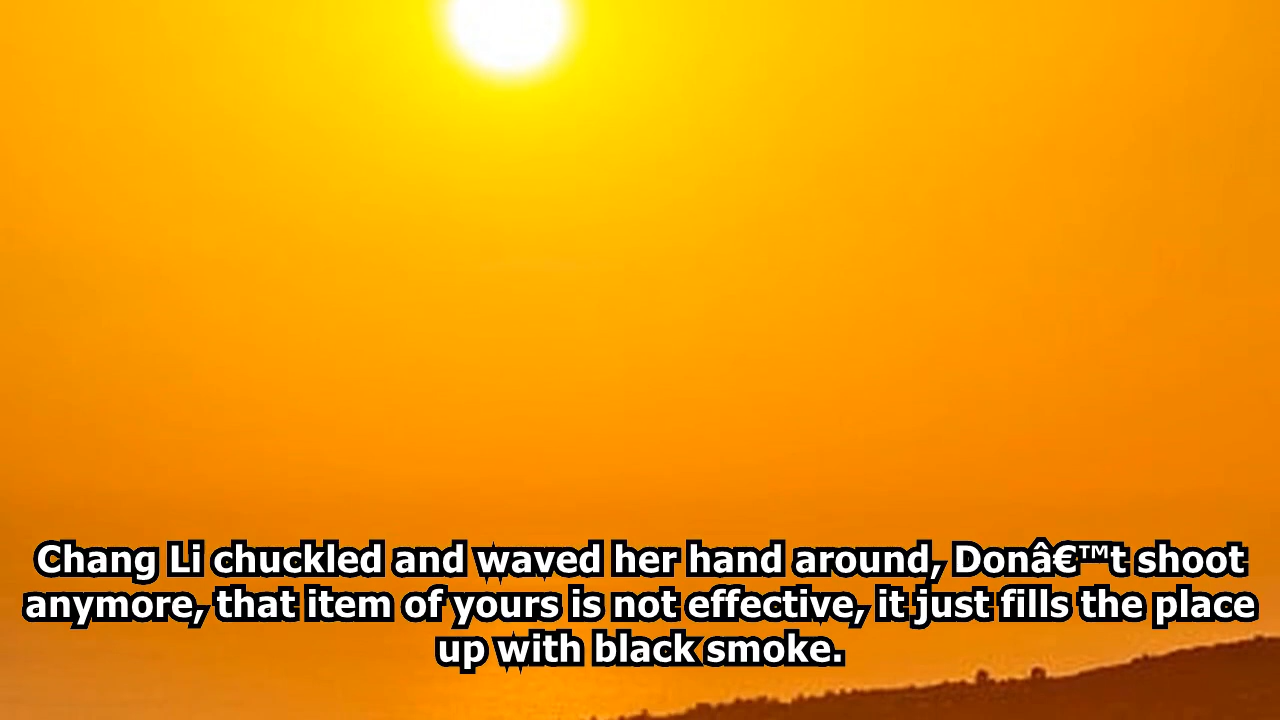 Chang Li chuckled and waved her hand around, Donâ€™t shoot
anymore, that item of yours is not effective, it just fills the place
up with black smoke.